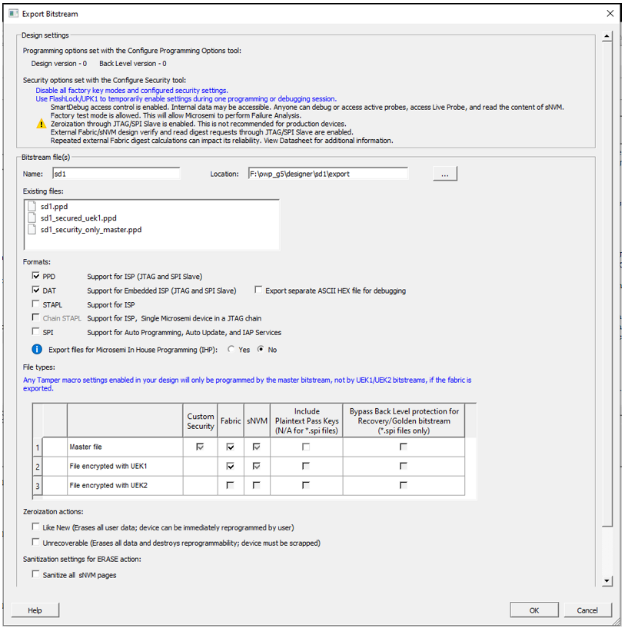 Export Bitstream
Design settings
Programming options set with the Configure Programming Options tool:
Design version - 0 Back Level version - 0
Security options set with the Configure Security tool:
Disable all factory key modes and configured security settings.
Use FlashLock/UPK1 to temporarily enable settings during one programming or debugging session.
SmartDebug access control is enabled. Internal data may be accessible. Anyone can debug or access active probes, access Live Probe, and read the content of sNVM.
Factory test mode is allowed. This will allow Microsemi to perform Failure Analysis.
Zeroization through JTAG/SPI Slave is enabled. This is not recommended for production devices.
External Fabric/sNVM design verify and read digest requests through JTAG/SPI Slave are enabled.
Repeated external Fabric digest calculations can impact its reliability. View Datasheet for additional information.
Bitstream file(s)
Name: sd1 Location: F:\pwp_g5\designer\sd1\export ...
Existing files:
sd1.ppd
sd1_secured_uek1.ppd
sd1_security_only_master.ppd
Formats:
PPD Support for ISP (JTAG and SPI Slave)
DAT Support for Embedded ISP (JTAG and SPI Slave) Export separate ASCII HEX file for debugging
STAPL Support for ISP
Chain STAPL Support for ISP, Single Microsemi device in a JTAG chain
SPI Support for Auto Programming, Auto Update, and IAP Services
Export files for Microsemi In House Programming (IHP): Yes No
File types:
Any Tamper macro settings enabled in your design will only be programmed by the master bitstream, not by UEK1/UEK2 bitstreams, if the fabric is
exported.
Custom Security Fabric sNVM Include Plaintext Pass Keys (N/A for *.spi files) Bypass Back Level protection for Recovery/Golden bitstream (*.spi files only)
1 Master file
2 File encrypted with UEK1
3 File encrypted with UEK2
Zeroization actions:
Like New (Erases all user data; device can be immediately reprogrammed by user)
Unrecoverable (Erases all data and destroys reprogrammability; device must be scrapped)
Sanitization settings for ERASE action:
Sanitize all sNVM pages
Help OK Cancel